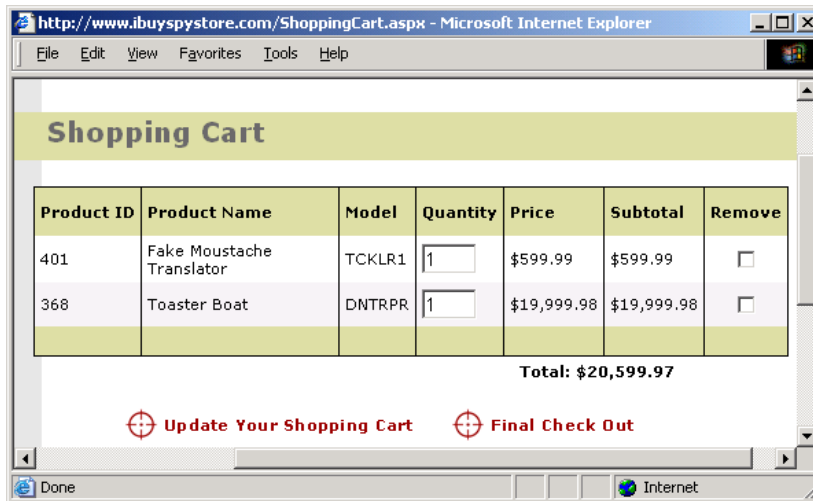 http://www.ibuyspystore.com/ShoppingCart.aspx - Microsoft Internet Explorer
File Edit View Favorites Tools Help
Shopping Cart
Product ID Product Name Model Quantity Price Subtotal Remove
401 Fake Moustache Translator TCKLR1 1 $599.99 $599.99
368 Toaster Boat DNTRPR 1 $19,999.98 $19,999.98
Total: $20,599.97
Update Your Shopping Cart Final Check Out
Done Internet